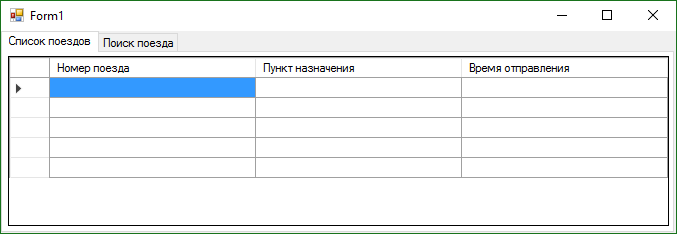 Form1
Список поездов Поиск поезда
Номер поезда Пункт назначения Время отправления